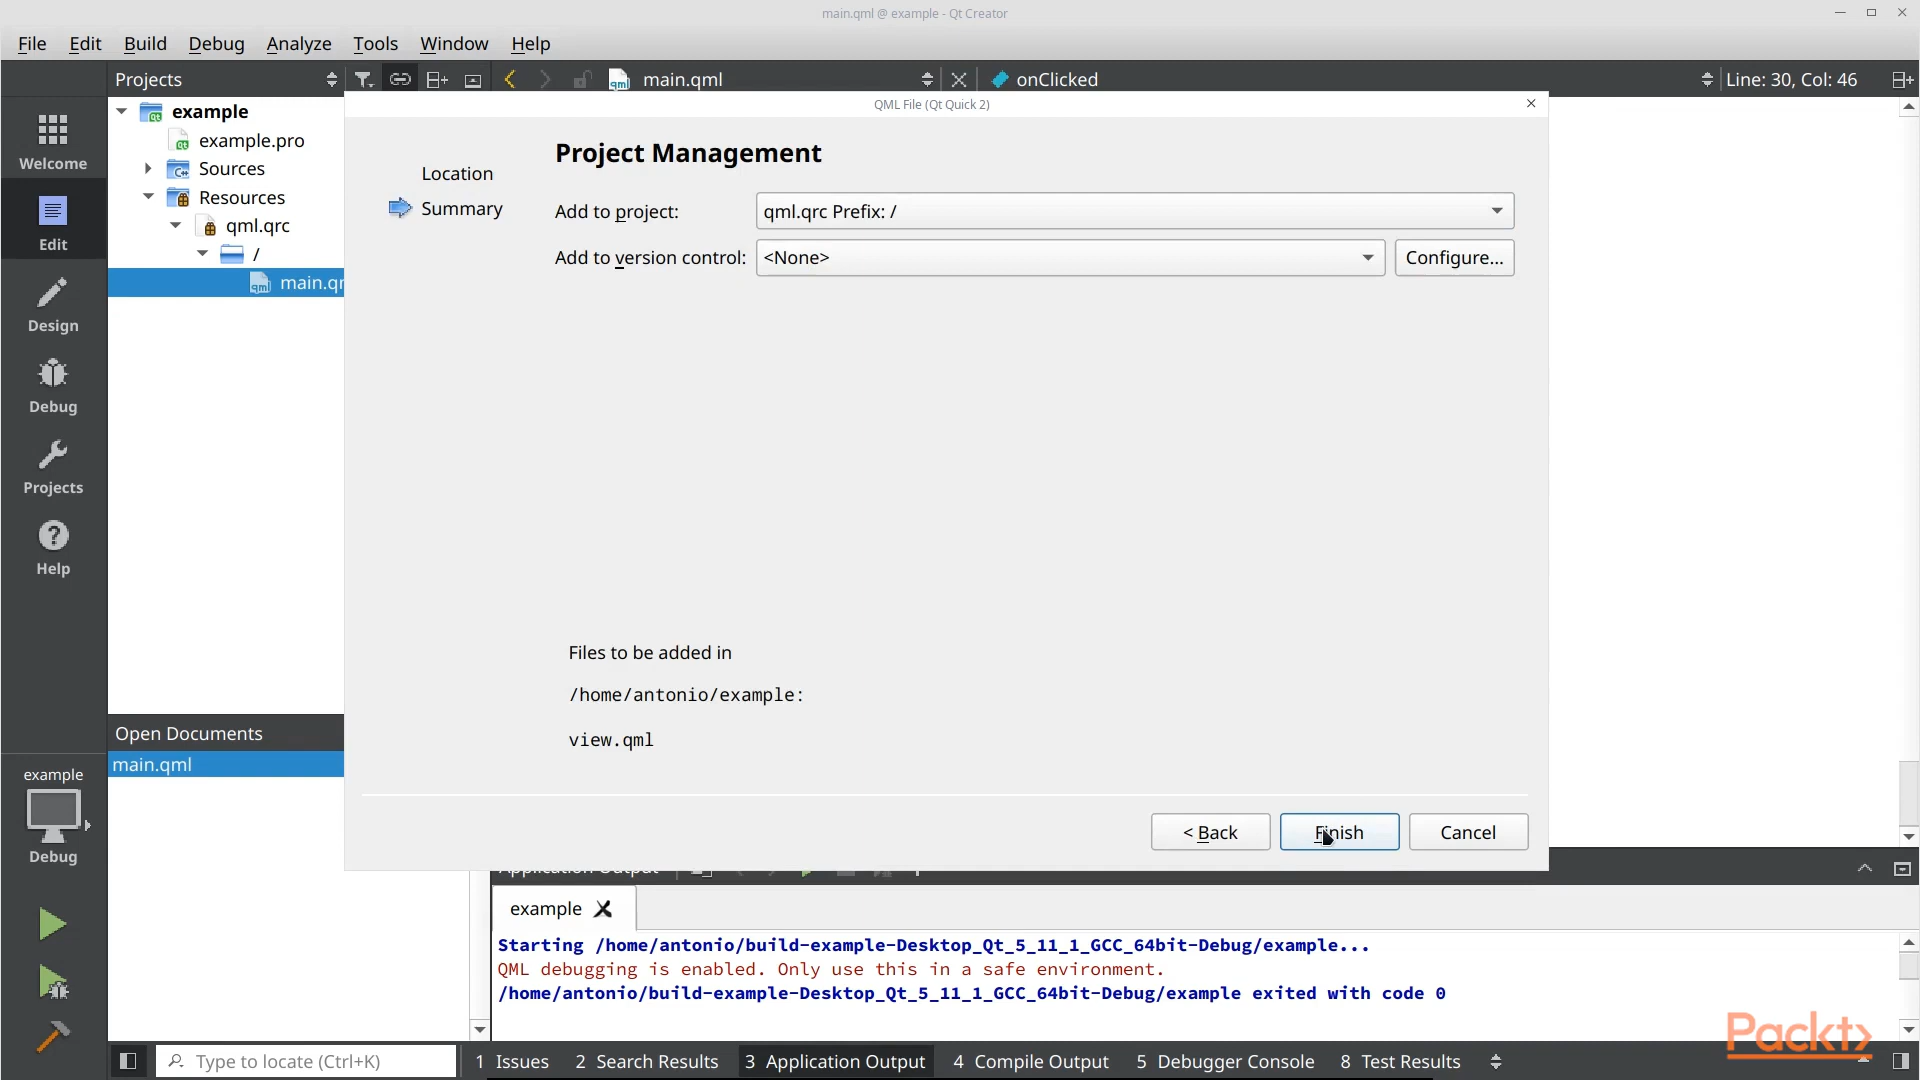 main.qml @ example - Qt Creator
File Edit Build Debug Analyze Tools Window Help
Projects main.qml onClicked Line: 30, Col: 46
QML File (Qt Quick 2)
example
example.pro
Sources
Resources
qml.qrc
/
main.qm
Welcome
Edit
Design
Debug
Projects
Help
Location
Summary
Project Management
Add to project: qml.qrc Prefix: /
Add to version control: <None> Configure...
Files to be added in
/home/antonio/example:
view.qml
< Back Finish Cancel
Open Documents
main.qml
example
Debug
Application Output
example
Starting /home/antonio/build-example-Desktop_Qt_5_11_1_GCC_64bit-Debug/example...
QML debugging is enabled. Only use this in a safe environment.
/home/antonio/build-example-Desktop_Qt_5_11_1_GCC_64bit-Debug/example exited with code 0
Packt>
Type to locate (Ctrl+K) 1 Issues 2 Search Results 3 Application Output 4 Compile Output 5 Debugger Console 8 Test Results